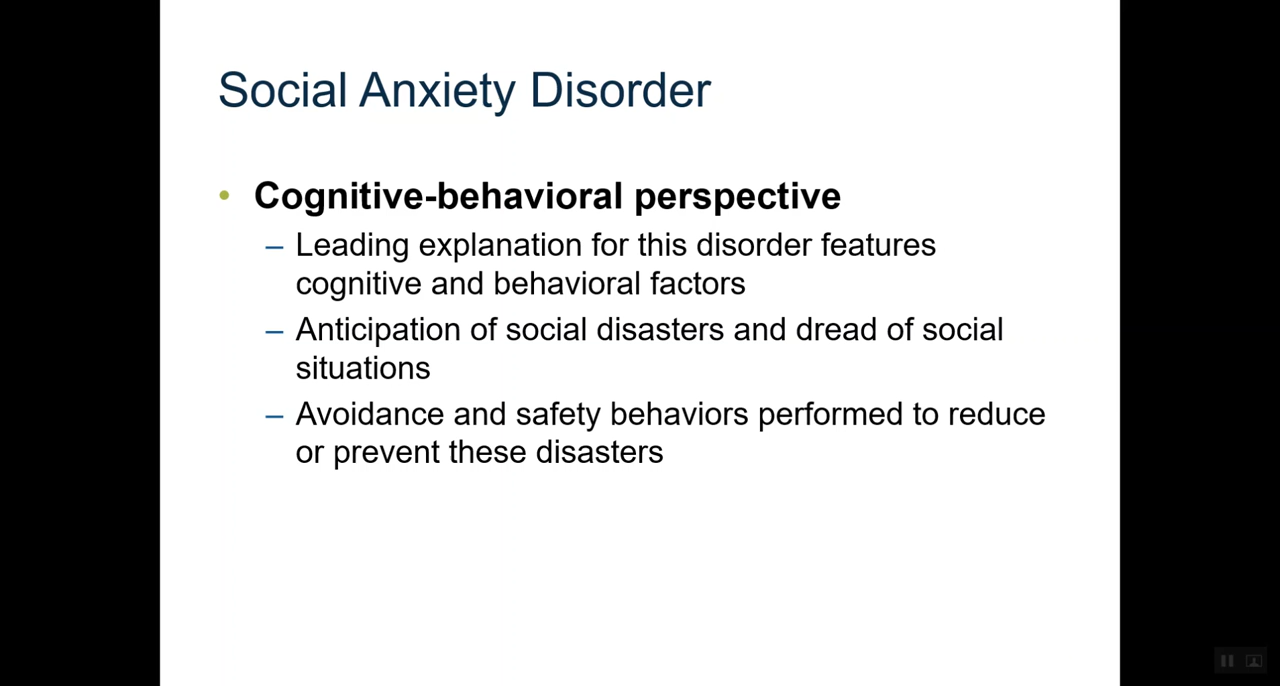 Social Anxiety Disorder
• Cognitive-behavioral perspective
– Leading explanation for this disorder features
cognitive and behavioral factors
– Anticipation of social disasters and dread of social
situations
– Avoidance and safety behaviors performed to reduce
or prevent these disasters